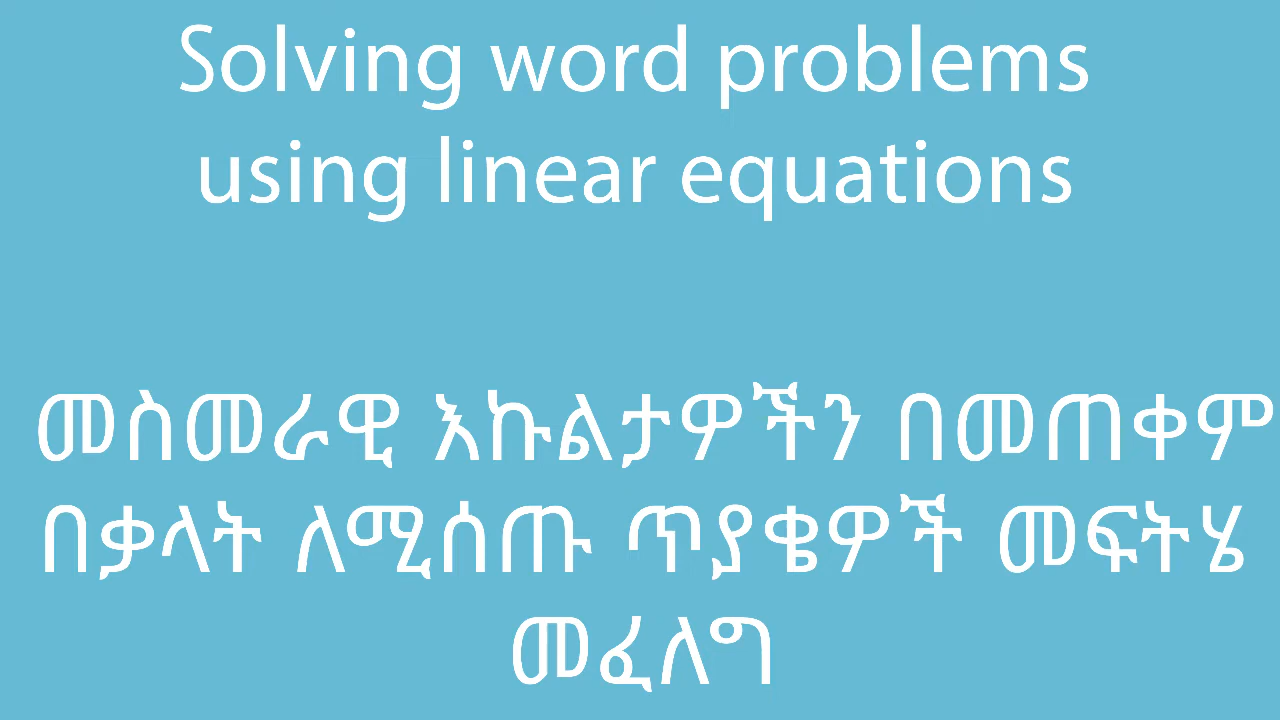 Solving word problems
using linear equations
መስመራዊ እኩልታዎችን በመጠቀም
በቃላት ለሚሰጡ ጥያቄዎች መፍትሄ
መፈለግ